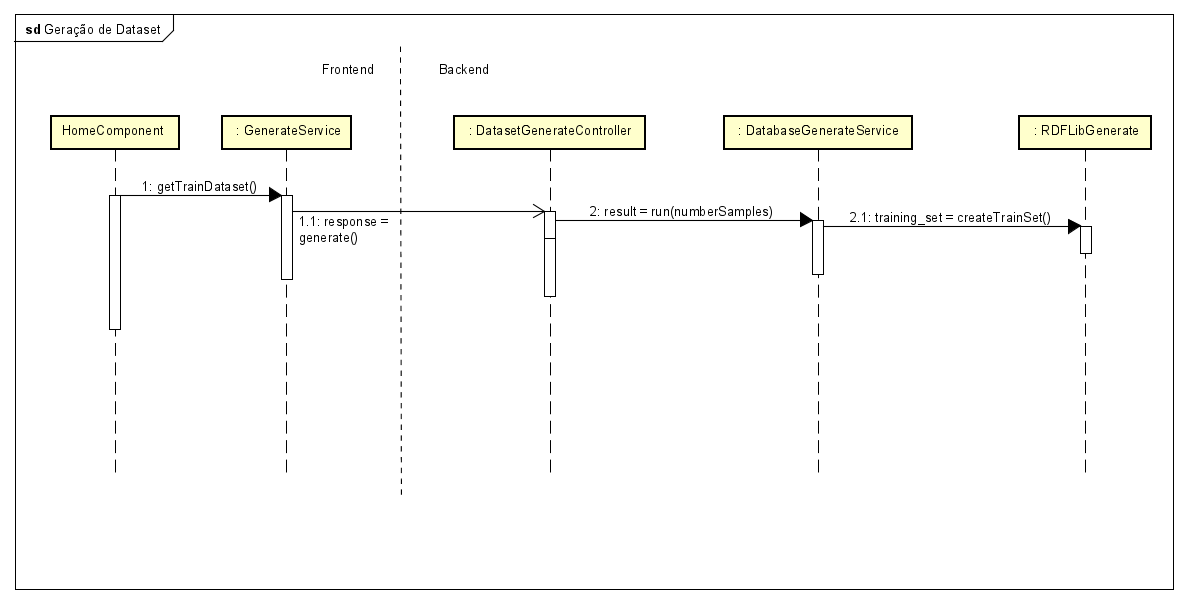 sd Geração de Dataset
Frontend
Backend
HomeComponent
: GenerateService
: DatasetGenerateController
: DatabaseGenerateService
: RDFLibGenerate
1: getTrainDataset()
1.1: response =
generate()
2: result = run(numberSamples)
2.1: training_set = createTrainSet()